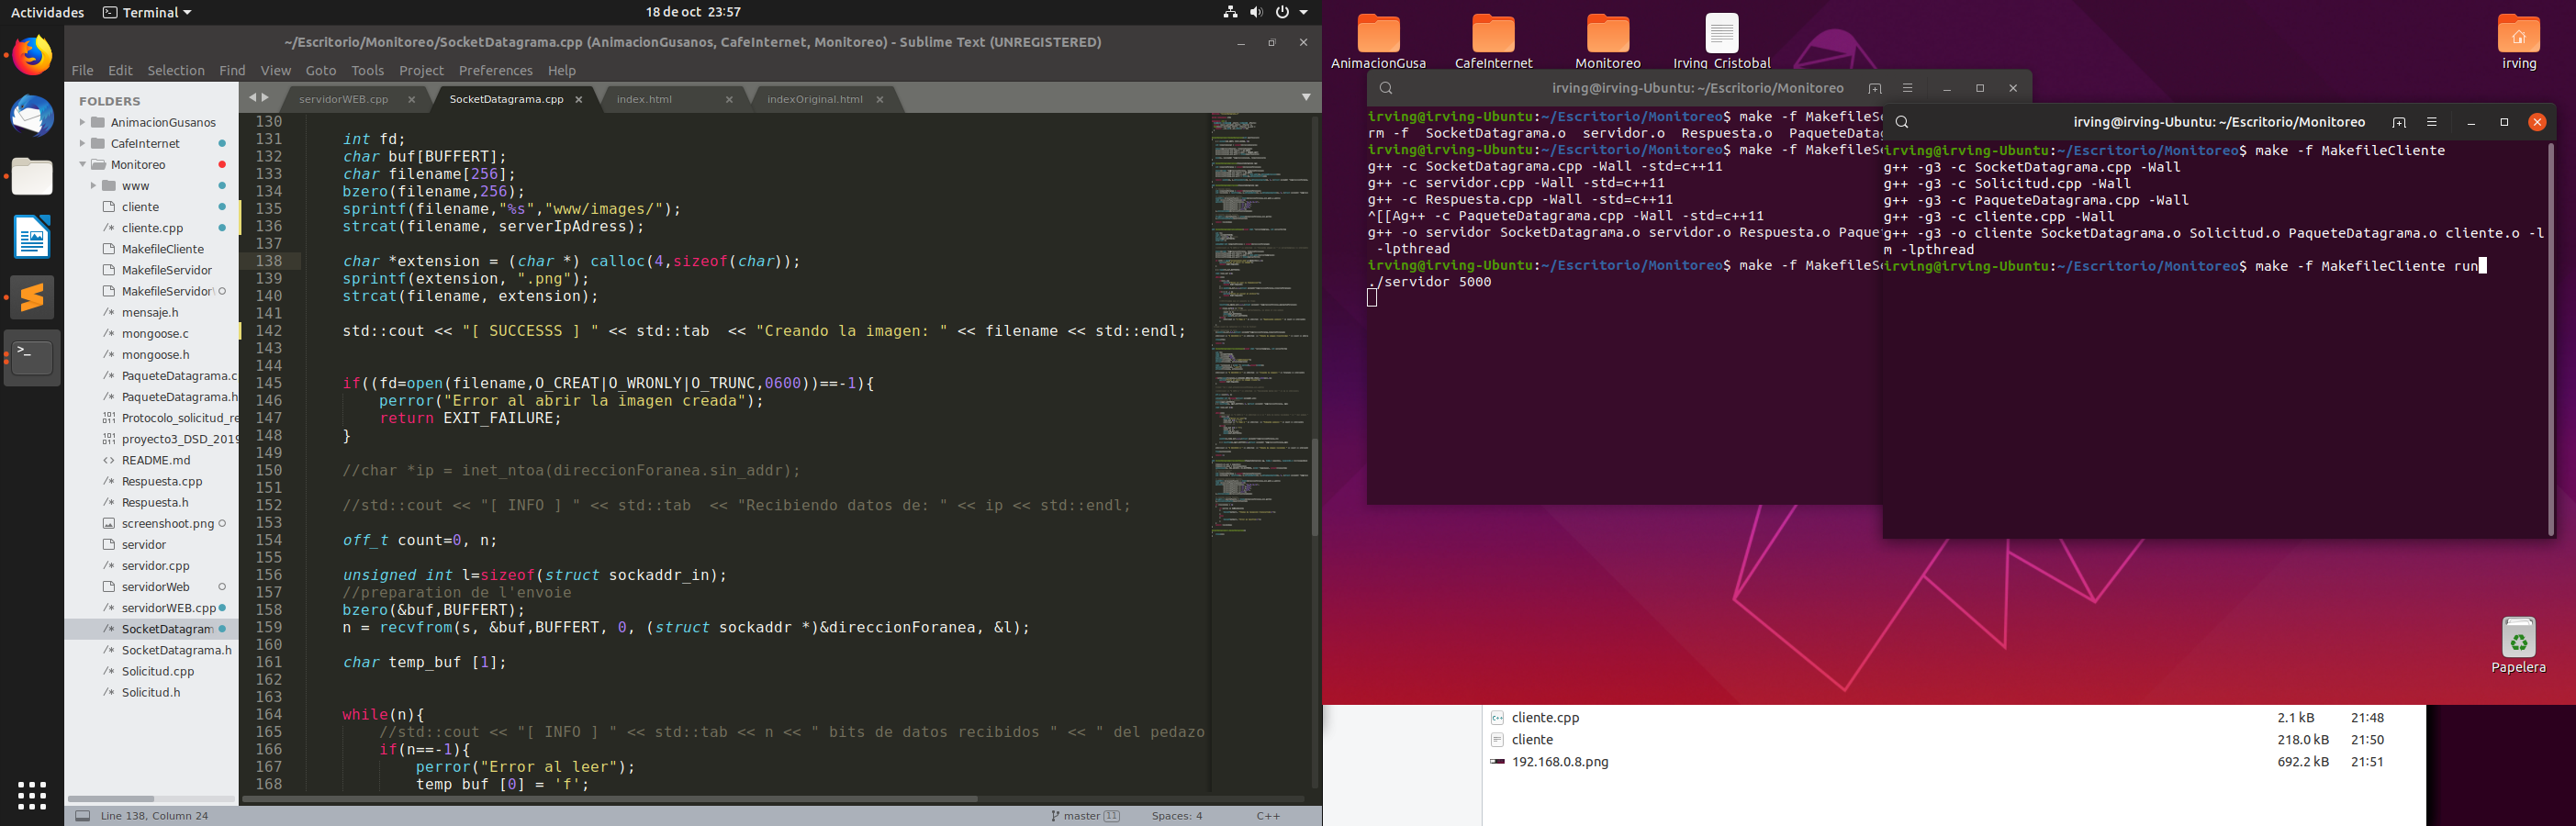 Actividades
Terminal
18 de oct 23:57
~/Escritorio/Monitoreo/SocketDatagrama.cpp (AnimacionGusanos, CafeInternet, Monitoreo) - Sublime Text (UNREGISTERED)
File Edit Selection Find View Goto Tools Project Preferences Help
FOLDERS
AnimacionGusanos
CafeInternet
Monitoreo
www
cliente
cliente.cpp
MakefileCliente
MakefileServidor
MakefileServidor
mensaje.h
mongoose.c
mongoose.h
PaqueteDatagrama.c
PaqueteDatagrama.h
Protocolo_solicitud_re
proyecto3_DSD_2019
README.md
Respuesta.cpp
Respuesta.h
screenshoot.png
servidor
servidor.cpp
servidorWeb
servidorWEB.cpp
SocketDatagram
SocketDatagrama.h
Solicitud.cpp
Solicitud.h
servidorWEB.cpp
SocketDatagrama.cpp
index.html
indexOriginal.html
130
131 int fd;
132 char buf[BUFFERT];
133 char filename[256];
134 bzero(filename,256);
135 sprintf(filename,"%s","www/images/");
136 strcat(filename, serverIpAdress);
137
138 char *extension = (char *) calloc(4,sizeof(char));
139 sprintf(extension, ".png");
140 strcat(filename, extension);
141
142 std::cout << "[ SUCCESSS ] " << std::tab  << "Creando la imagen: " << filename << std::endl;
143
144
145 if((fd=open(filename,O_CREAT|O_WRONLY|O_TRUNC,0600))==-1){
146 perror("Error al abrir la imagen creada");
147 return EXIT_FAILURE;
148 }
149
150 //char *ip = inet_ntoa(direccionForanea.sin_addr);
151
152 //std::cout << "[ INFO ] " << std::tab  << "Recibiendo datos de: " << ip << std::endl;
153
154 off_t count=0, n;
155
156 unsigned int l=sizeof(struct sockaddr_in);
157 //preparation de l'envoie
158 bzero(&buf,BUFFERT);
159 n = recvfrom(s, &buf,BUFFERT, 0, (struct sockaddr *)&direccionForanea, &l);
160
161 char temp_buf [1];
162
163
164 while(n){
165 //std::cout << "[ INFO ] " << std::tab << n << " bits de datos recibidos " << " del pedazo
166 if(n==-1){
167 perror("Error al leer");
168 temp_buf [0] = 'f';
Line 138, Column 24
master 11
Spaces: 4
C++
AnimacionGusa
CafeInternet
Monitoreo
Irving_Cristobal
irving
irving@irving-Ubuntu: ~/Escritorio/Monitoreo
irving@irving-Ubuntu:~/Escritorio/Monitoreo$ make -f MakefileSe
rm -f  SocketDatagrama.o  servidor.o  Respuesta.o  PaqueteData
irving@irving-Ubuntu:~/Escritorio/Monitoreo$ make -f MakefileSe
g++ -c SocketDatagrama.cpp -Wall -std=c++11
g++ -c servidor.cpp -Wall -std=c++11
g++ -c Respuesta.cpp -Wall -std=c++11
^[[Ag++ -c PaqueteDatagrama.cpp -Wall -std=c++11
g++ -o servidor SocketDatagrama.o servidor.o Respuesta.o Paque
-lpthread
irving@irving-Ubuntu:~/Escritorio/Monitoreo$ make -f MakefileSe
./servidor 5000
irving@irving-Ubuntu: ~/Escritorio/Monitoreo
irving@irving-Ubuntu:~/Escritorio/Monitoreo$ make -f MakefileCliente
g++ -g3 -c SocketDatagrama.cpp -Wall
g++ -g3 -c Solicitud.cpp -Wall
g++ -g3 -c PaqueteDatagrama.cpp -Wall
g++ -g3 -c cliente.cpp -Wall
g++ -g3 -o cliente SocketDatagrama.o Solicitud.o PaqueteDatagrama.o cliente.o -l
m -lpthread
irving@irving-Ubuntu:~/Escritorio/Monitoreo$ make -f MakefileCliente run
Papelera
cliente.cpp 2.1 kB 21:48
cliente 218.0 kB 21:50
192.168.0.8.png 692.2 kB 21:51